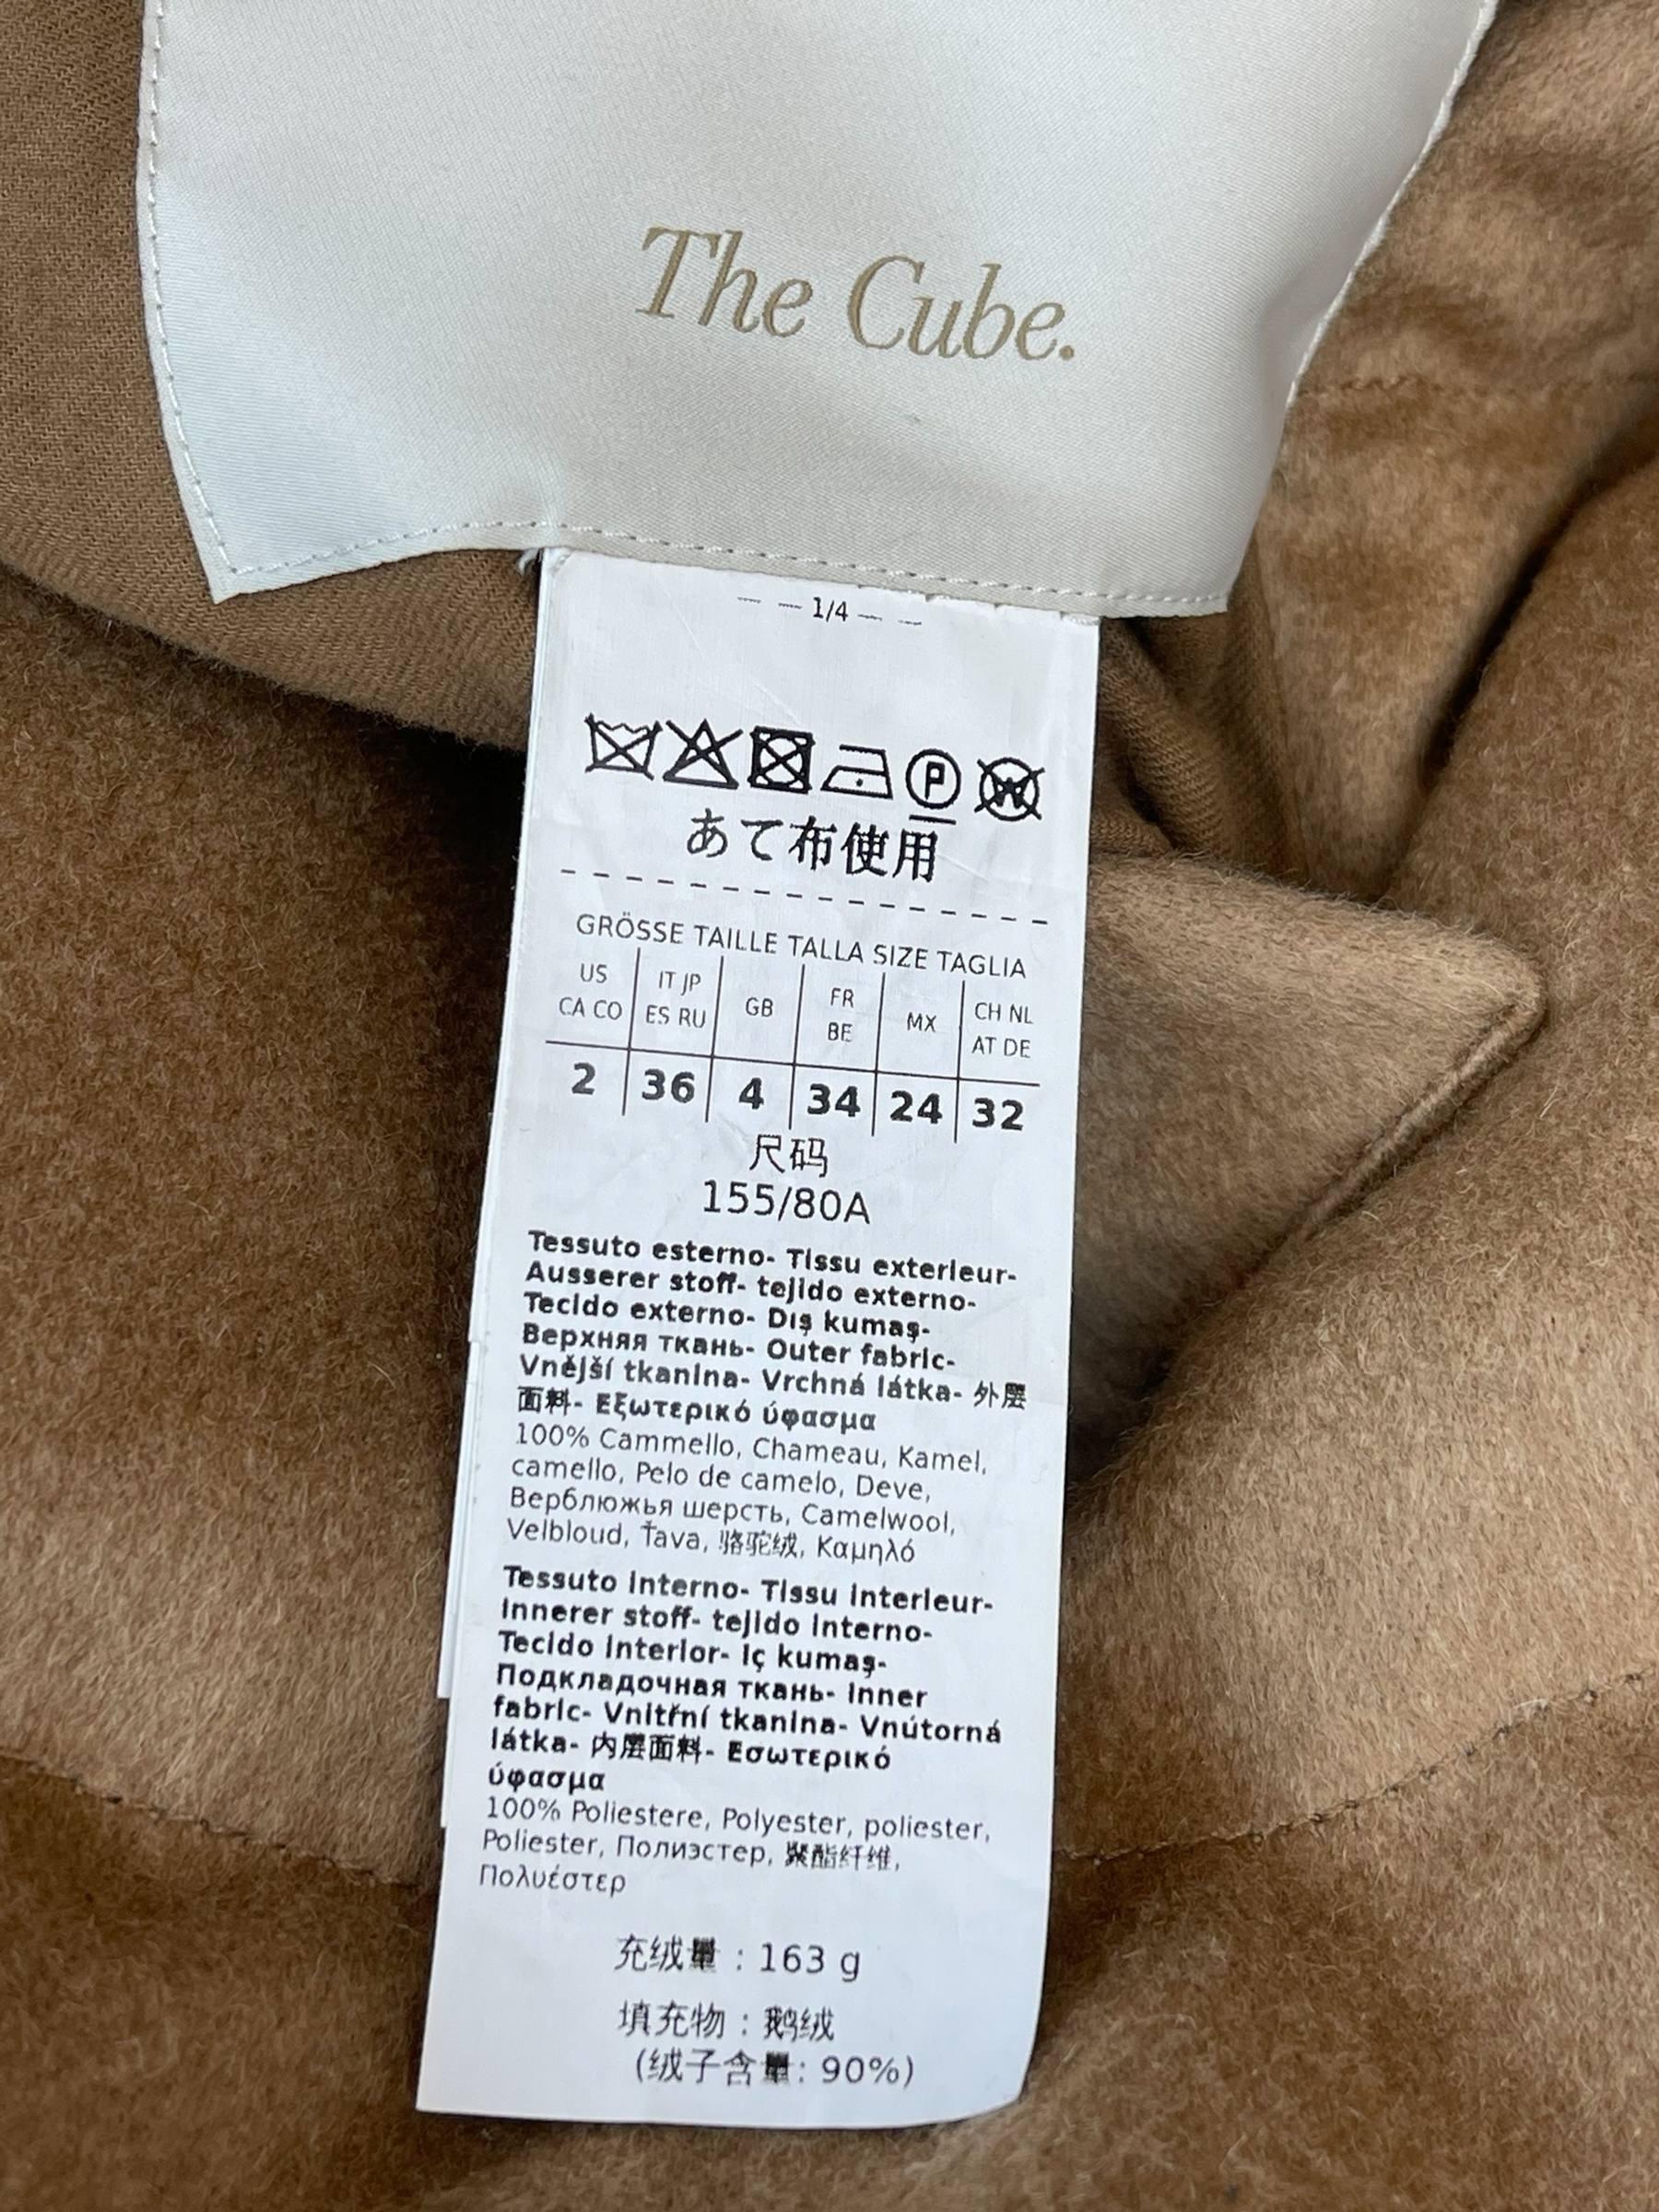 The Cube.
1/4
P W
あて布使用
GRÖSSE TAILLE TALLA SIZE TAGLIA
US CA CO IT JP ES RU GB FR BE MX CH NL AT DE
2 36 4 34 24 32
尺码
155/80A
Tessuto esterno- Tissu exterieur-
Ausserer stoff- tejido externo-
Tecido externo- Dış kumaş-
Верхняя ткань- Outer fabric-
Vnější tkanina- Vrchná látka- 外层
面料- Εξωτερικό ύφασμα
100% Cammello, Chameau, Kamel,
camello, Pelo de camelo, Deve,
Верблюжья шерсть, Camelwool,
Velbloud, Ťava, 骆驼绒, Καμηλό
Tessuto interno- Tissu interieur-
Innerer stoff- tejido interno-
Tecido interior- Iç kumaş-
Подкладочная ткань- Inner
fabric- Vnitřní tkanina- Vnútorná
látka- 内层面料- Εσωτερικό
ύφασμα
100% Poliestere, Polyester, poliester,
Poliester, Полиэстер, 聚酯纤维,
Πολυέστερ
充绒量 : 163 g
填充物 : 鹅绒
(绒子含量: 90%)